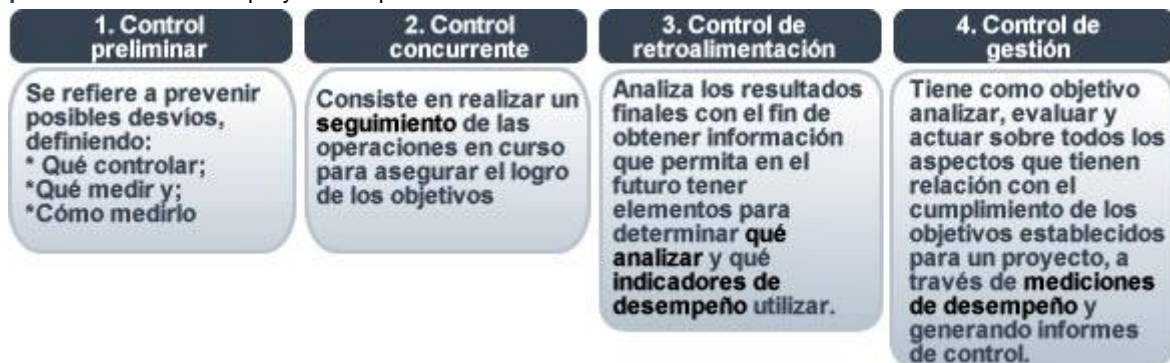 1. Control
preliminar
Se refiere a prevenir
posibles desvíos,
definiendo:
* Qué controlar;
*Qué medir y;
*Cómo medirlo
2. Control
concurrente
Consiste en realizar un
seguimiento de las
operaciones en curso
para asegurar el logro
de los objetivos
3. Control de
retroalimentación
Analiza los resultados
finales con el fin de
obtener información
que permita en el
futuro tener
elementos para
determinar qué
analizar y qué
indicadores de
desempeño utilizar.
4. Control de
gestión
Tiene como objetivo
analizar, evaluar y
actuar sobre todos los
aspectos que tienen
relación con el
cumplimiento de los
objetivos establecidos
para un proyecto, a
través de mediciones
de desempeño y
generando informes
de control.